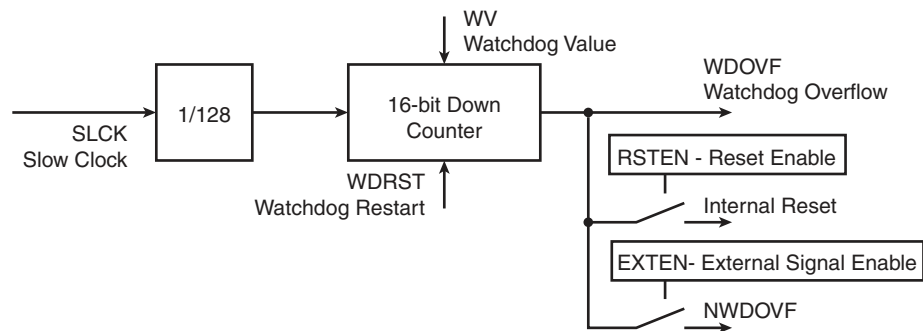 WV
Watchdog Value
WDOVF
Watchdog Overflow
1/128
16-bit Down
Counter
SLCK
Slow Clock
RSTEN - Reset Enable
WDRST
Watchdog Restart
Internal Reset
EXTEN- External Signal Enable
NWDOVF